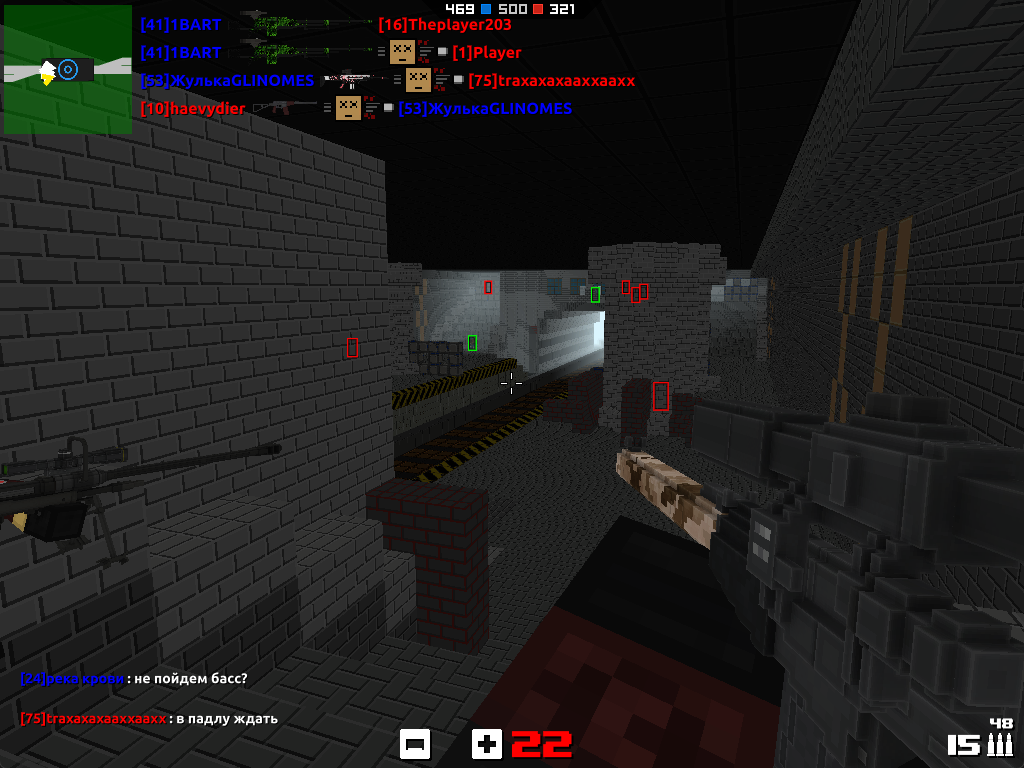 469 500 321
[41]1BART [16]Theplayer203
[41]1BART [1]Player
[53]ЖулькаGLINOMES [75]traxaxaxaaxxaaxx
[10]haevydier [53]ЖулькаGLINOMES
[24]река крови : не пойдем басс?
[75]traxaxaxaaxxaaxx : в падлу ждать
22
48
15